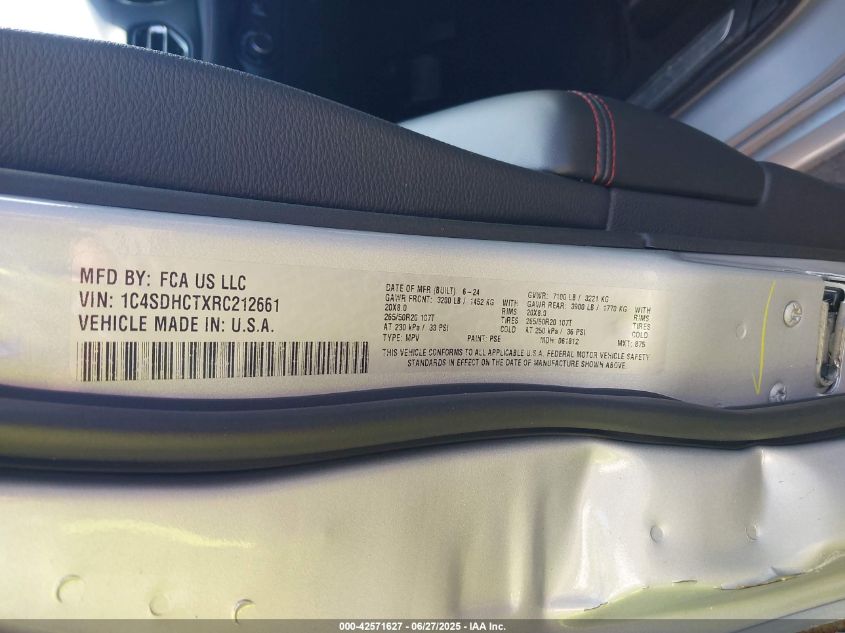 MFD BY: FCA US LLC
VIN: 1C4SDHCTXRC212661
VEHICLE MADE IN U.S.A.
DATE OF MFR (BUILT) 6-24
GAWR FRONT: 3200 LB / 1452 KG WITH
20X8.0 RIMS
265/50R20 107T TIRES
AT 230 kPa / 33 PSI COLD
TYPE: MPV PAINT: PSE
GVWR: 7100 LB / 3221 KG
GAWR REAR: 3900 LB / 1770 KG WITH
20X8.0 RIMS
265/50R20 107T TIRES
AT 250 kPa / 36 PSI COLD
MDH: 061812 MXT: 875
THIS VEHICLE CONFORMS TO ALL APPLICABLE U.S.A. FEDERAL MOTOR VEHICLE SAFETY
STANDARDS IN EFFECT ON THE DATE OF MANUFACTURE SHOWN ABOVE.
000-42571627 - 06/27/2025 - IAA Inc.